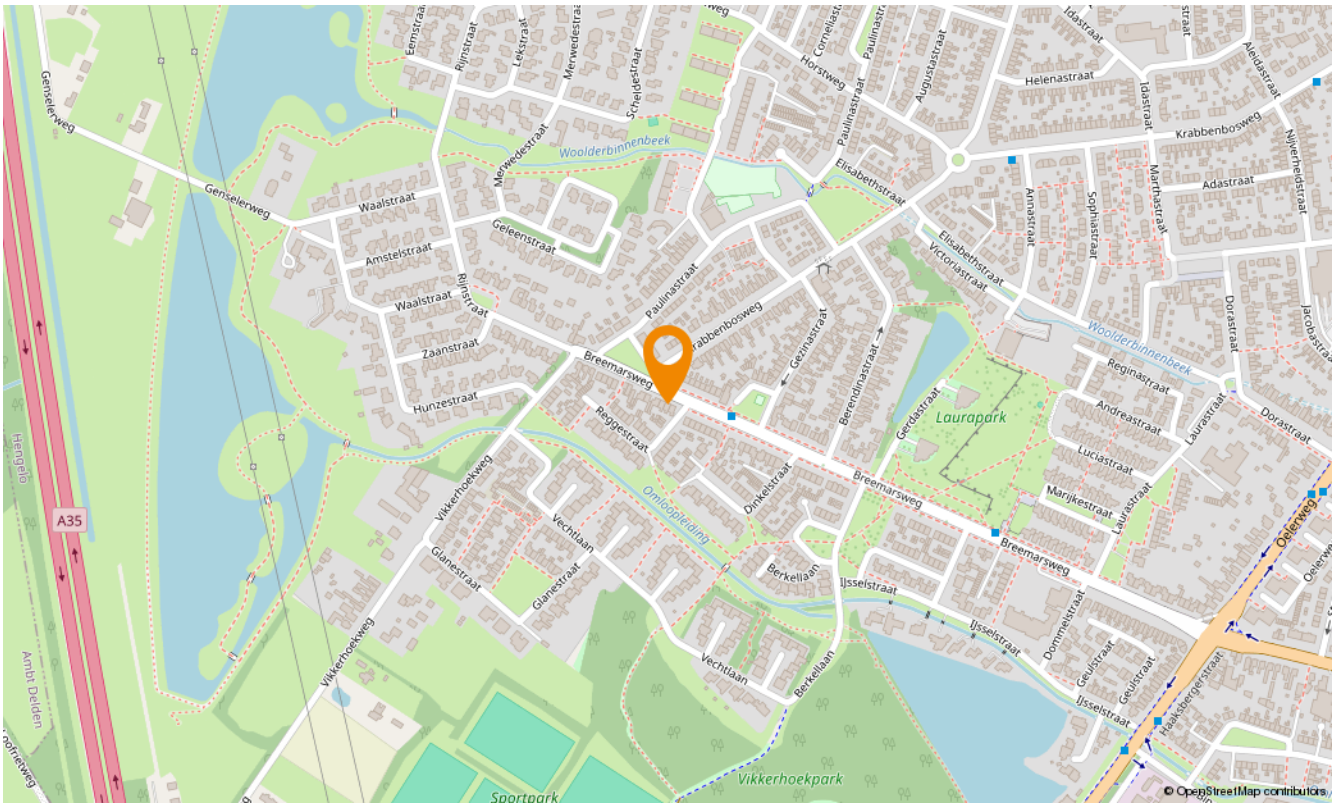 Eemstraat
Rijnstraat
Lekstraat
Merwedestraat
Scheldestraat
Corneliastraat
Paulinastraat
Augustastraat
Horstweg
Paulinastraat
Idastraat
Helenastraat
Idastraat
Aleidastraat
Krabbenbosweg
Nijverheidstraat
Genselerweg
Woolderbinnenbeek
Merwedestraat
Elisabethstraat
Annastraat
Sophiastraat
Marthastraat
Adastraat
Genselerweg
Waalstraat
Geleenstraat
Amstelstraat
Elisabethstraat
Victoriastraat
Rijnstraat
Waalstraat
Paulinastraat
Krabbenbosweg
Gezinastraat
Berendinastraat
Woolderbinnenbeek
Dorastraat
Jacobastraat
Zaanstraat
Breemarsweg
Reginastraat
Hunzestraat
Reggestraat
Gerdastraat
Laurapark
Andreastraat
Laurastraat
Dorastraat
Luciastraat
Hengelo
A35
Vikkerhoekweg
Omloopleiding
Dinkelstraat
Breemarsweg
Marijkestraat
Laurastraat
Oelerweg
Vechtlaan
Breemarsweg
Glanestraat
Glanestraat
Berkellaan
IJsselstraat
IJsselstraat
Dommelstraat
Ambt Delden
Vikkerhoekweg
Vechtlaan
Berkellaan
Geulstraat
Geulstraat
IJsselstraat
Haaksbergerstraat
Vikkerhoekpark
Sportpark
© OpenStreetMap contributors